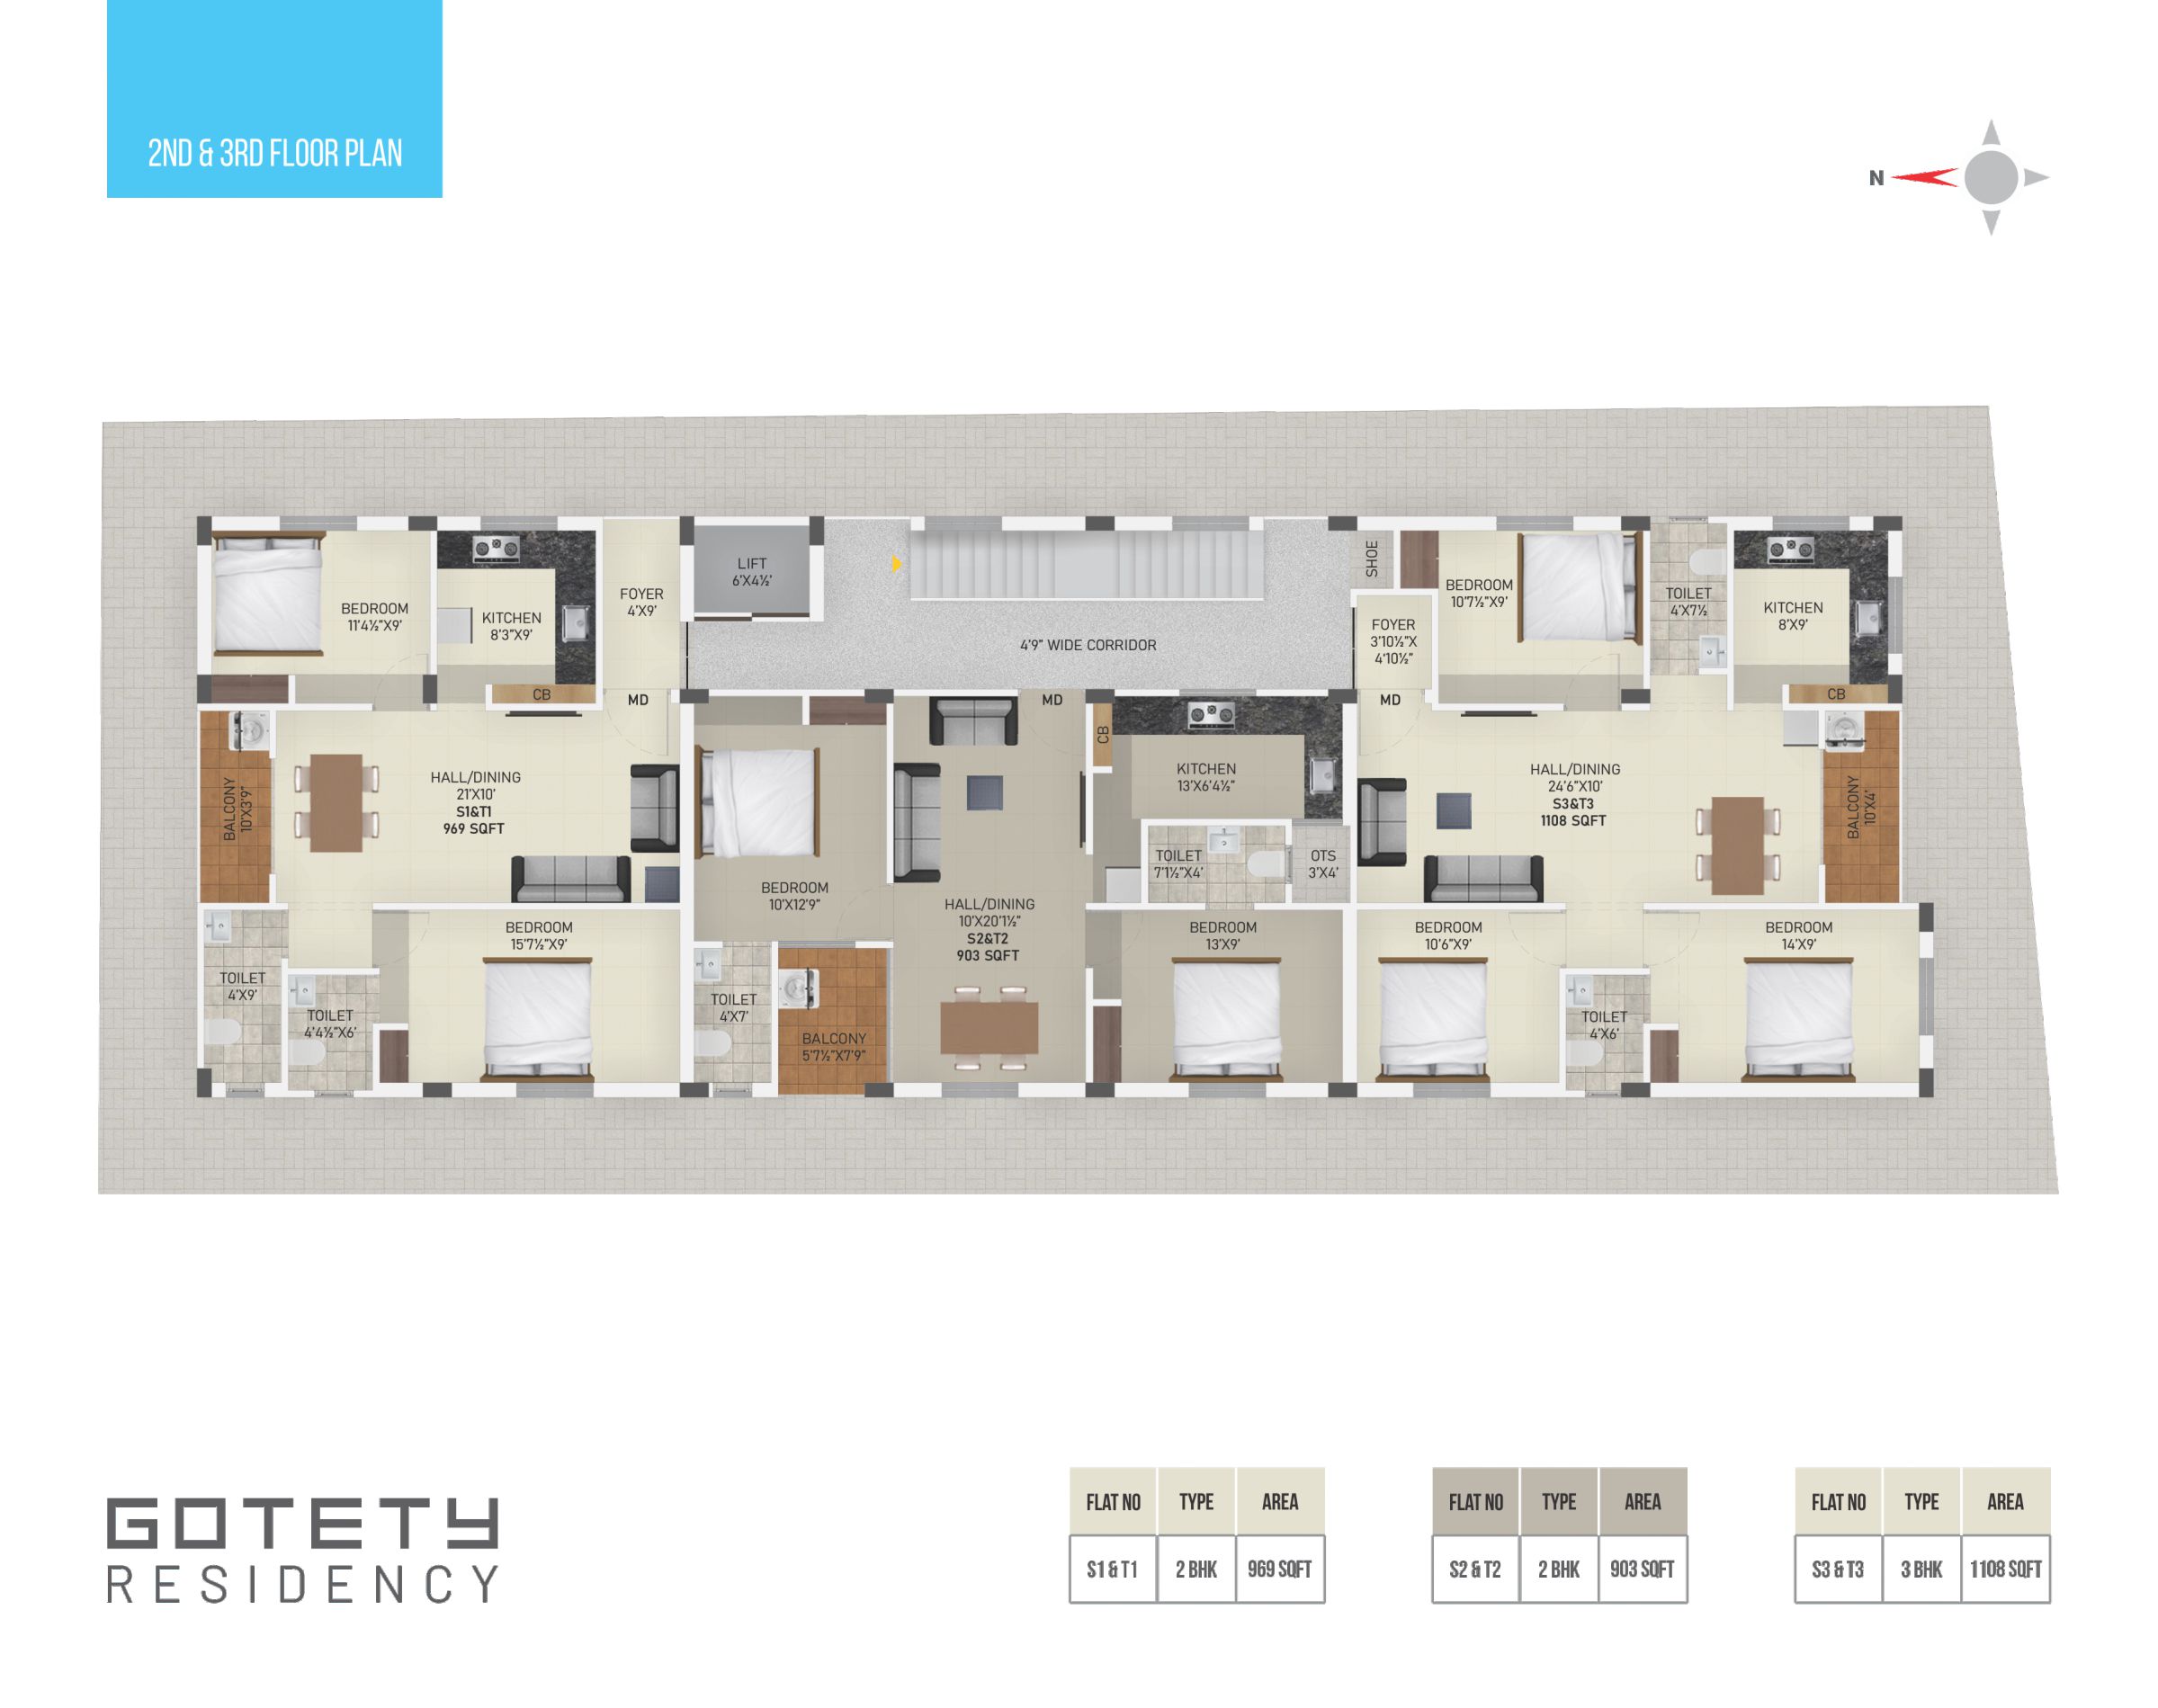 2ND & 3RD FLOOR PLAN
N
BEDROOM
11'4½"X9'
KITCHEN
8'3"X9'
CB
FOYER
4'X9'
MD
LIFT
6'X4½'
4'9" WIDE CORRIDOR
SHOE
FOYER
3'10½"X
4'10½"
MD
BEDROOM
10'7½"X9'
TOILET
4'X7½
KITCHEN
8'X9'
CB
BALCONY
10'X3'9"
HALL/DINING
21'X10'
S1&T1
969 SQFT
BEDROOM
10'X12'9"
MD
HALL/DINING
10'X20'1½"
S2&T2
903 SQFT
CB
KITCHEN
13'X6'4½"
TOILET
7'1½"X4'
OTS
3'X4'
HALL/DINING
24'6"X10'
S3&T3
1108 SQFT
BALCONY
10'X4'
TOILET
4'X9'
TOILET
4'4½"X6'
BEDROOM
15'7½"X9'
TOILET
4'X7'
BALCONY
5'7½"X7'9"
BEDROOM
13'X9'
BEDROOM
10'6"X9'
TOILET
4'X6'
BEDROOM
14'X9'
GOTETY
RESIDENCY
FLAT NO TYPE AREA
S1 & T1 2 BHK 969 SQFT
FLAT NO TYPE AREA
S2 & T2 2 BHK 903 SQFT
FLAT NO TYPE AREA
S3 & T3 3 BHK 1108 SQFT